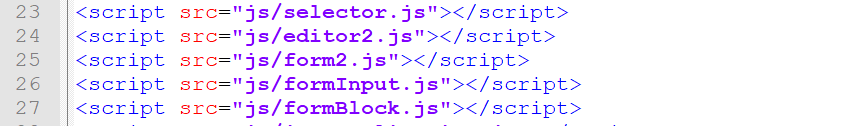 23 <script src="js/selector.js"></script>
24 <script src="js/editor2.js"></script>
25 <script src="js/form2.js"></script>
26 <script src="js/formInput.js"></script>
27 <script src="js/formBlock.js"></script>